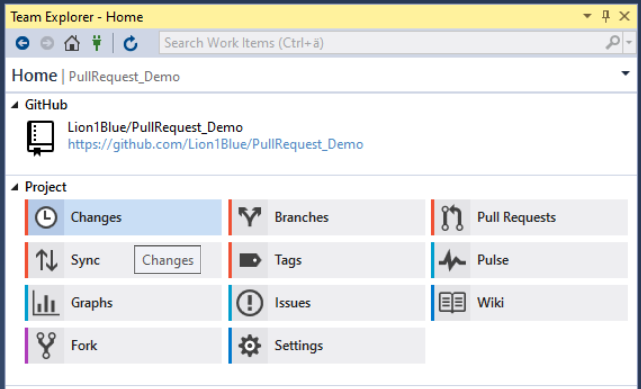 Team Explorer - Home
Search Work Items (Ctrl+ä)
Home | PullRequest_Demo
GitHub
Lion1Blue/PullRequest_Demo
https://github.com/Lion1Blue/PullRequest_Demo
Project
Changes Branches Pull Requests
Sync Changes Tags Pulse
Graphs Issues Wiki
Fork Settings